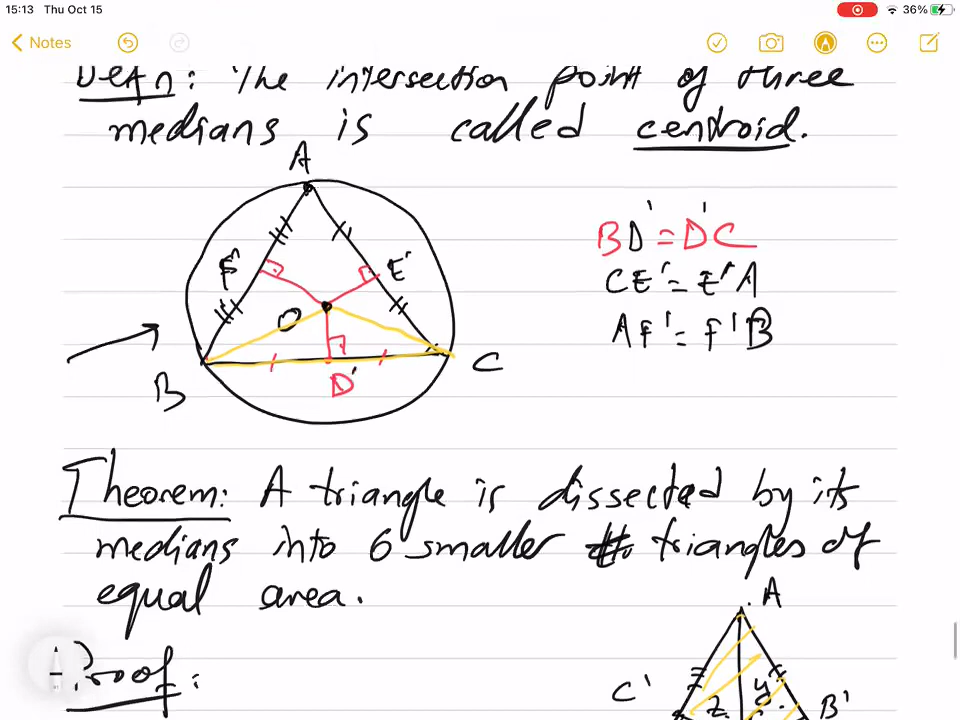 15:13 Thu Oct 15
36%
Notes
Defn: The intersection point of three
medians is called centroid.
A
F'
E'
O
B
D'
C
BD' = D'C
CE' = E'A
AF' = F'B
Theorem: A triangle is dissected by its
medians into 6 smaller triangles of
equal area.
Proof:
A
C'
z
y
B'